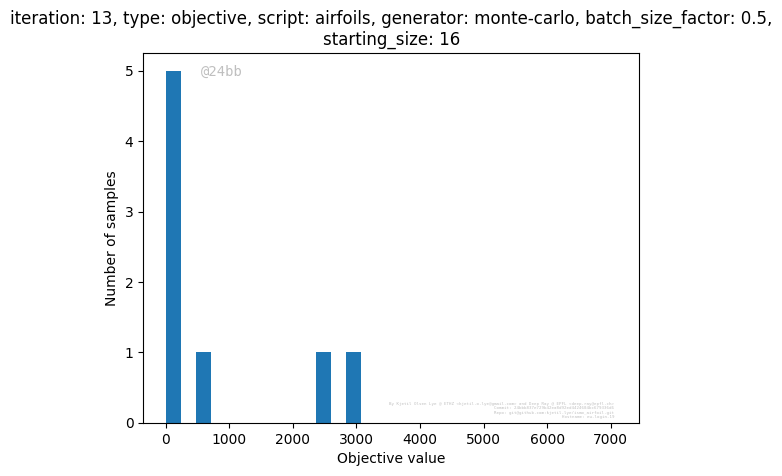 iteration: 13, type: objective, script: airfoils, generator: monte-carlo, batch_size_factor: 0.5,
starting_size: 16
@24bb
5
4
3
2
1
0
Number of samples
0 1000 2000 3000 4000 5000 6000 7000
Objective value